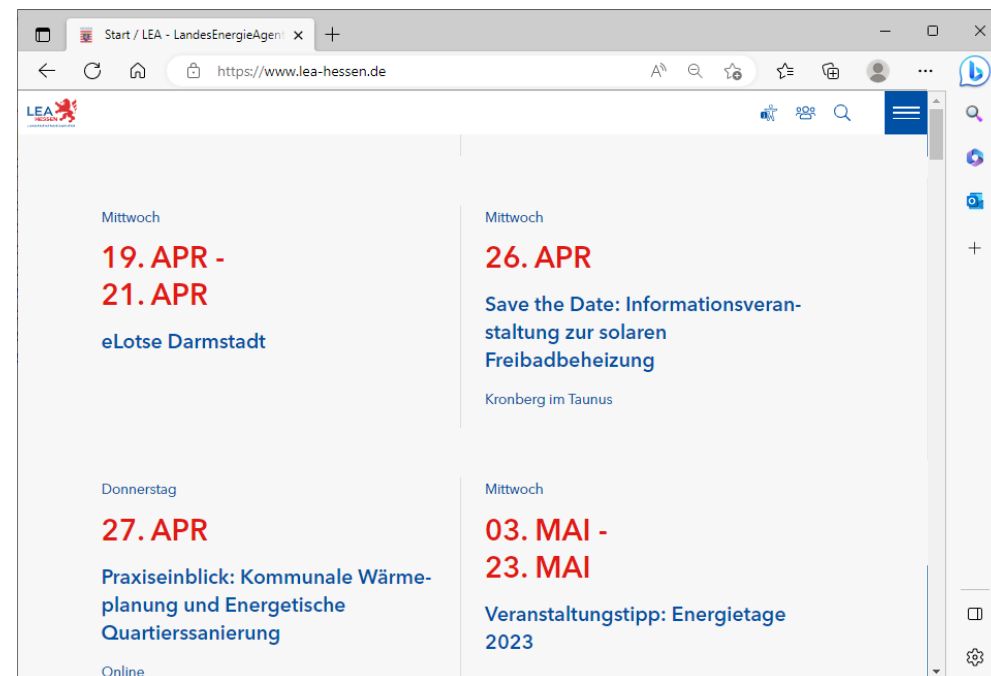 Start / LEA - LandesEnergieAgent
https://www.lea-hessen.de
LEA
HESSEN
Mittwoch
19. APR -
21. APR
eLotse Darmstadt
Mittwoch
26. APR
Save the Date: Informationsveran-
staltung zur solaren
Freibadbeheizung
Kronberg im Taunus
Donnerstag
27. APR
Praxiseinblick: Kommunale Wärme-
planung und Energetische
Quartierssanierung
Online
Mittwoch
03. MAI -
23. MAI
Veranstaltungstipp: Energietage
2023